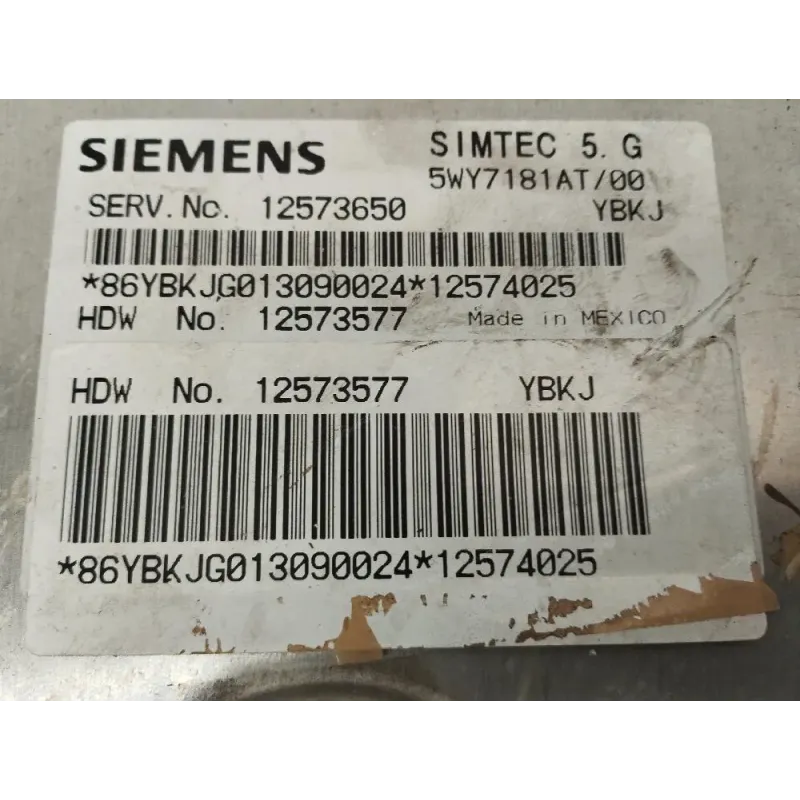 SIEMENS SIMTEC 5. G
5WY7181AT/00
SERV.No. 12573650 YBKJ
*86YBKJG013090024*12574025
HDW No. 12573577 Made in MEXICO
HDW No. 12573577 YBKJ
*86YBKJG013090024*12574025